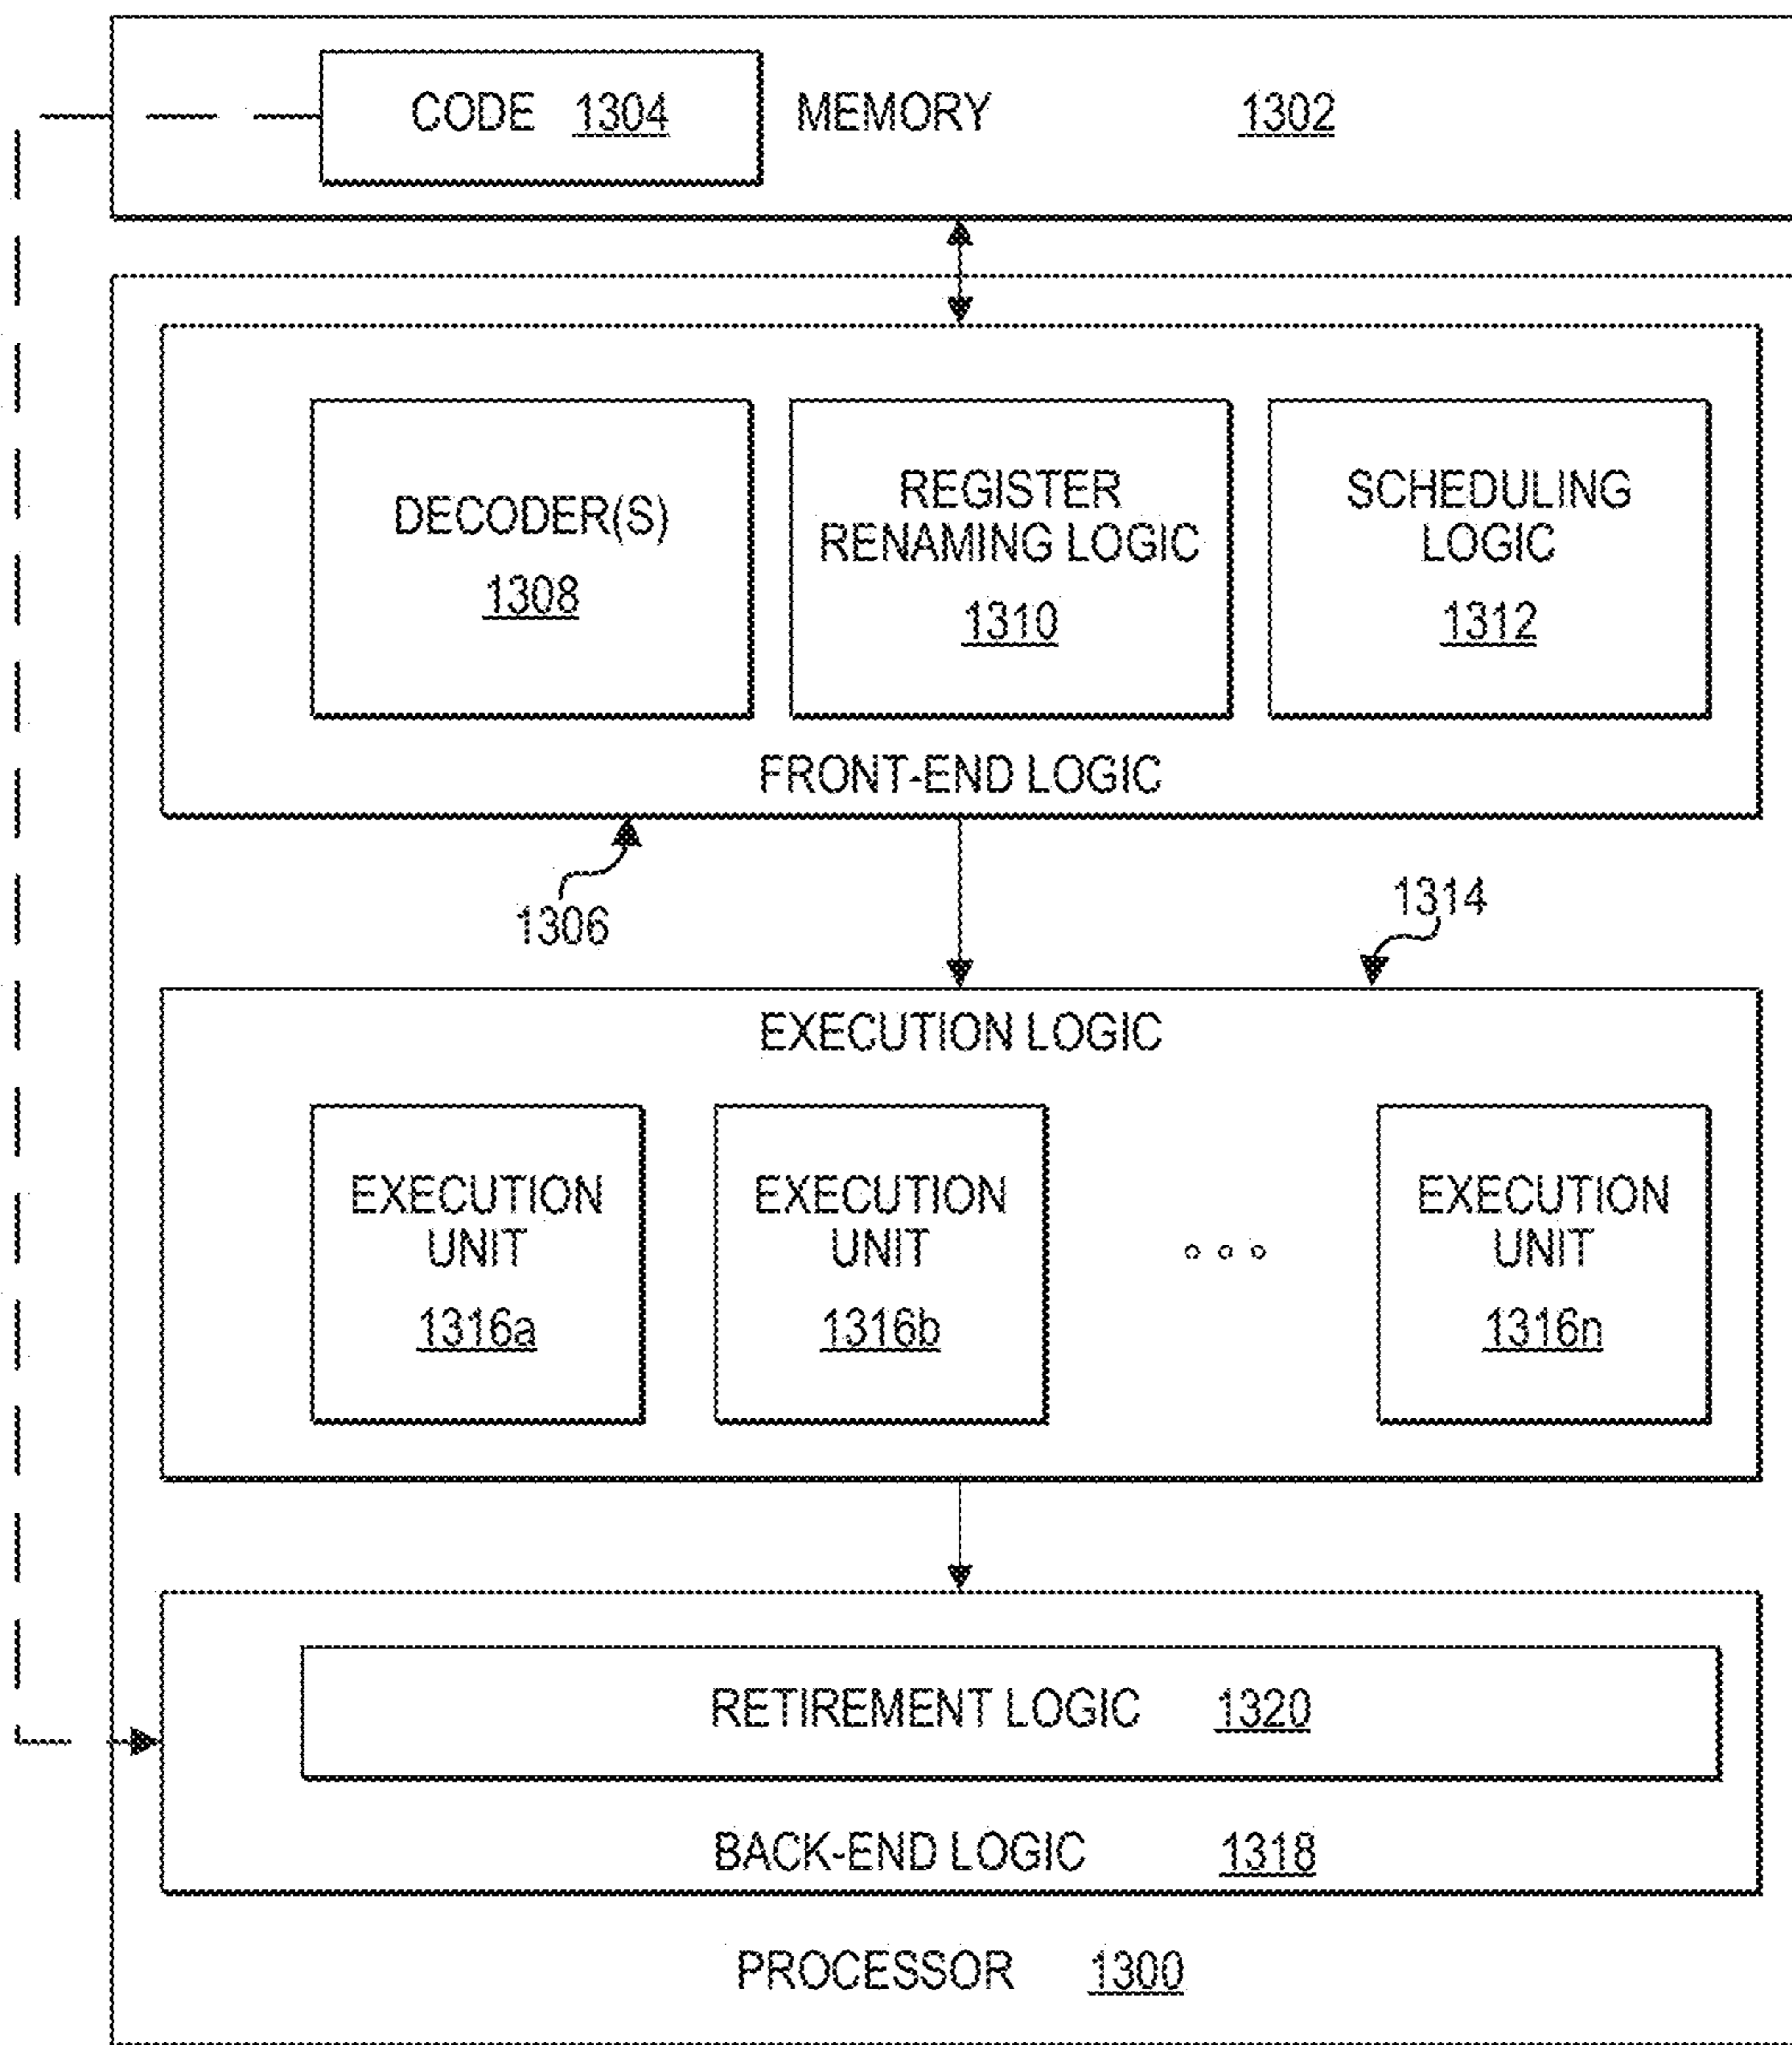 CODE 1304 MEMORY 1302
DECODER(S)
1308
REGISTER
RENAMING LOGIC
1310
SCHEDULING
LOGIC
1312
FRONT-END LOGIC
1306
1314
EXECUTION LOGIC
EXECUTION
UNIT
1316a
EXECUTION
UNIT
1316b
EXECUTION
UNIT
1316n
RETIREMENT LOGIC 1320
BACK-END LOGIC 1318
PROCESSOR 1300